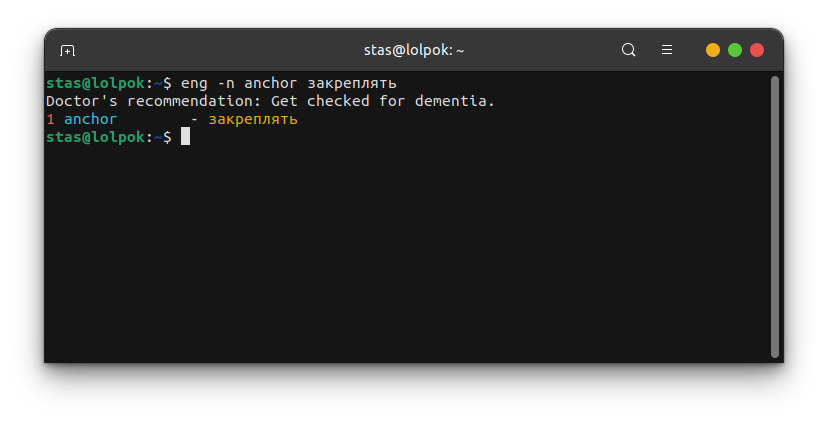 stas@lolpok: ~
stas@lolpok:~$ eng -n anchor закреплять
Doctor's recommendation: Get checked for dementia.
1 anchor        - закреплять
stas@lolpok:~$